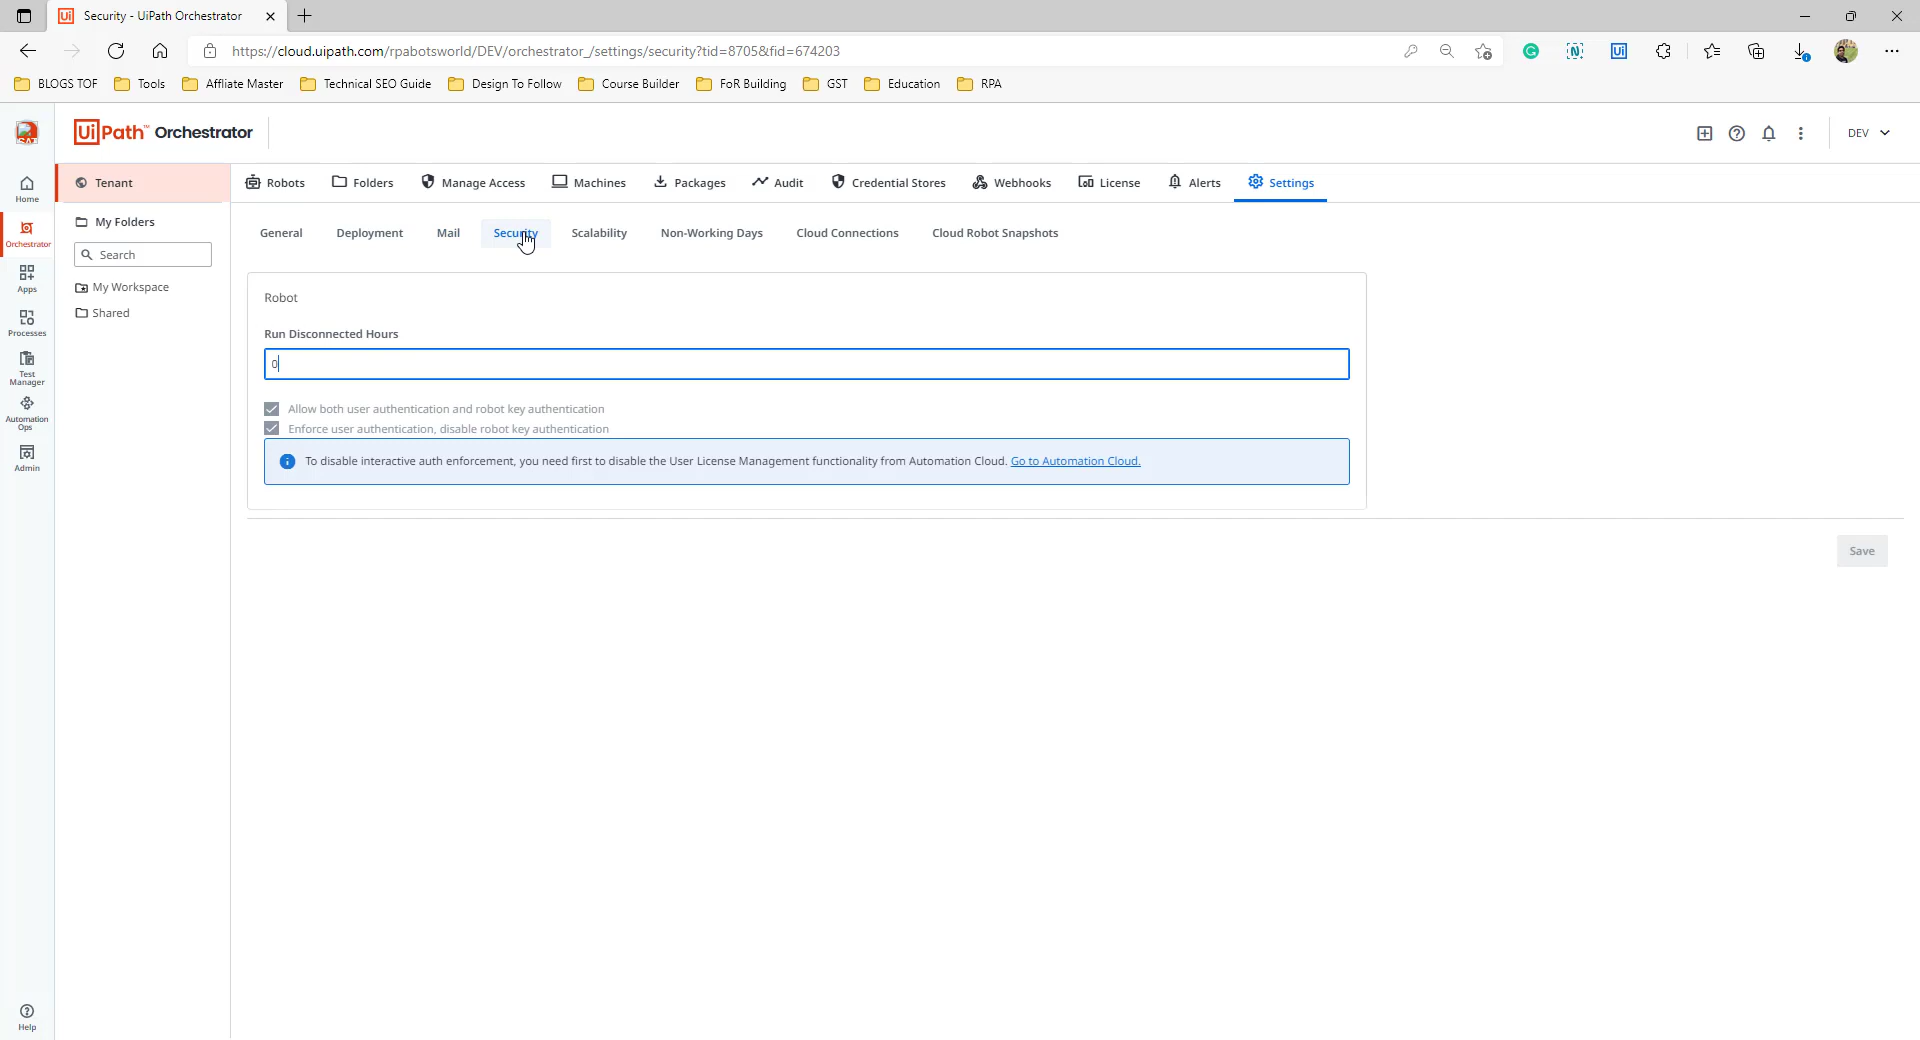 Security - UiPath Orchestrator
https://cloud.uipath.com/rpabotsworld/DEV/orchestrator_/settings/security?tid=8705&fid=674203
BLOGS TOF Tools Affliate Master Technical SEO Guide Design To Follow Course Builder FoR Building GST Education RPA
UiPath™ Orchestrator
DEV
Tenant
Robots Folders Manage Access Machines Packages Audit Credential Stores Webhooks License Alerts Settings
Home
Orchestrator
Apps
Processes
Test
Manager
Automation
Ops
Admin
Help
My Folders
Search
My Workspace
Shared
General Deployment Mail Security Scalability Non-Working Days Cloud Connections Cloud Robot Snapshots
Robot
Run Disconnected Hours
0
Allow both user authentication and robot key authentication
Enforce user authentication, disable robot key authentication
To disable interactive auth enforcement, you need first to disable the User License Management functionality from Automation Cloud. Go to Automation Cloud.
Save